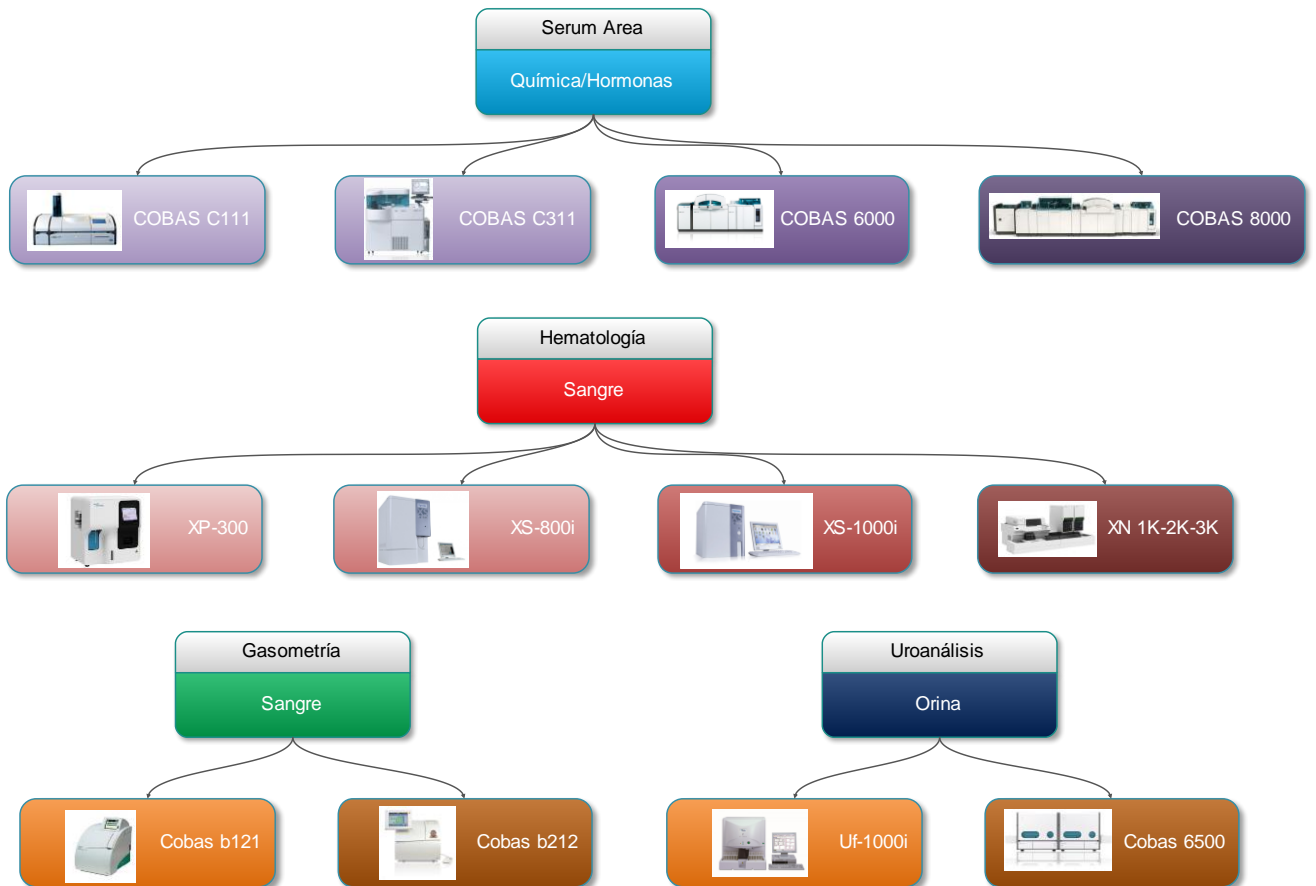 Serum Area
Química/Hormonas
COBAS C111
COBAS C311
COBAS 6000
COBAS 8000
Hematología
Sangre
XP-300
XS-800i
XS-1000i
XN 1K-2K-3K
Gasometría
Sangre
Uroanálisis
Orina
Cobas b121
Cobas b212
Uf-1000i
Cobas 6500